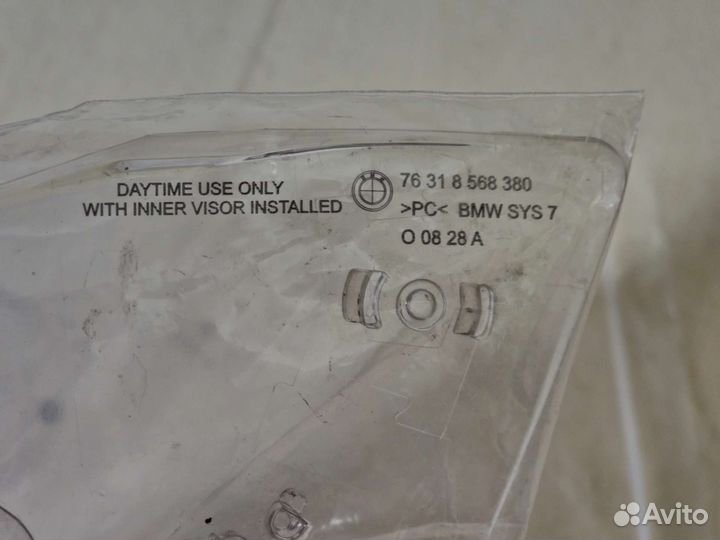 DAYTIME USE ONLY
WITH INNER VISOR INSTALLED
76 31 8 568 380
>PC< BMW SYS 7
O 08 28 A
Avito